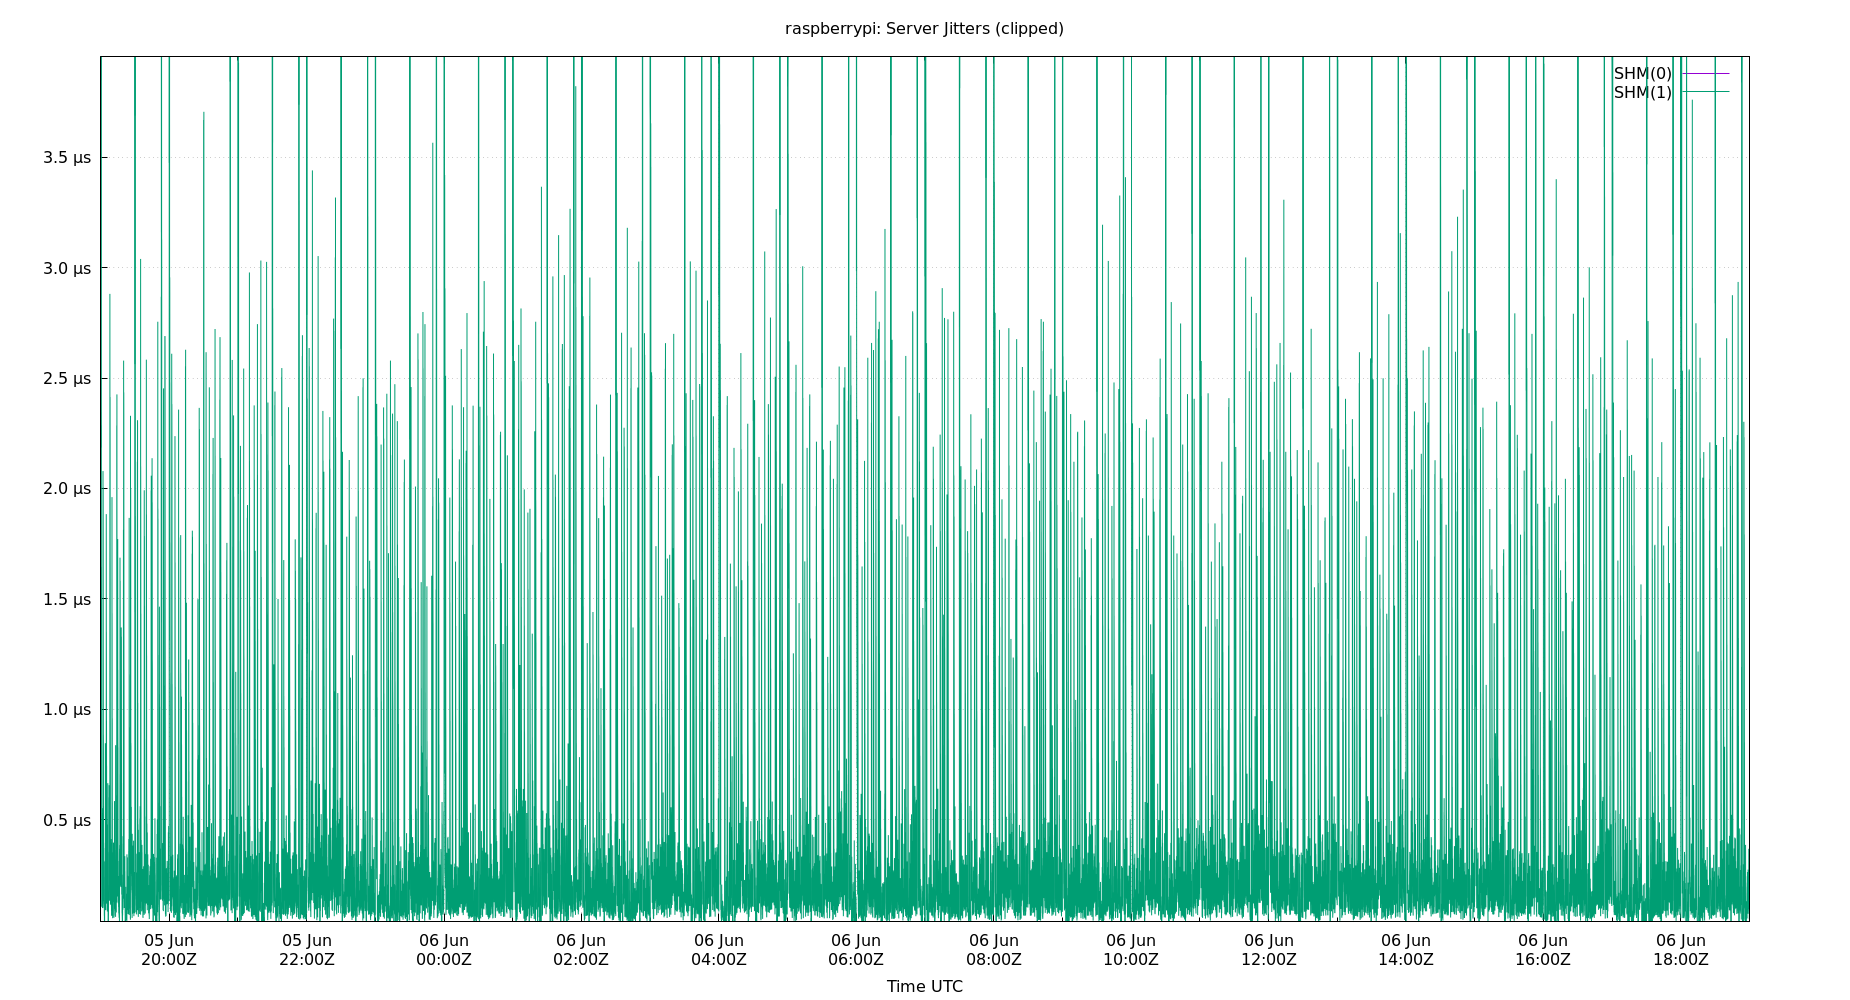 raspberrypi: Server Jitters (clipped)
SHM(0)
SHM(1)
3.5 µs
3.0 µs
2.5 µs
2.0 µs
1.5 µs
1.0 µs
0.5 µs
05 Jun 05 Jun 06 Jun 06 Jun 06 Jun 06 Jun 06 Jun 06 Jun 06 Jun 06 Jun 06 Jun 06 Jun
20:00Z 22:00Z 00:00Z 02:00Z 04:00Z 06:00Z 08:00Z 10:00Z 12:00Z 14:00Z 16:00Z 18:00Z
Time UTC